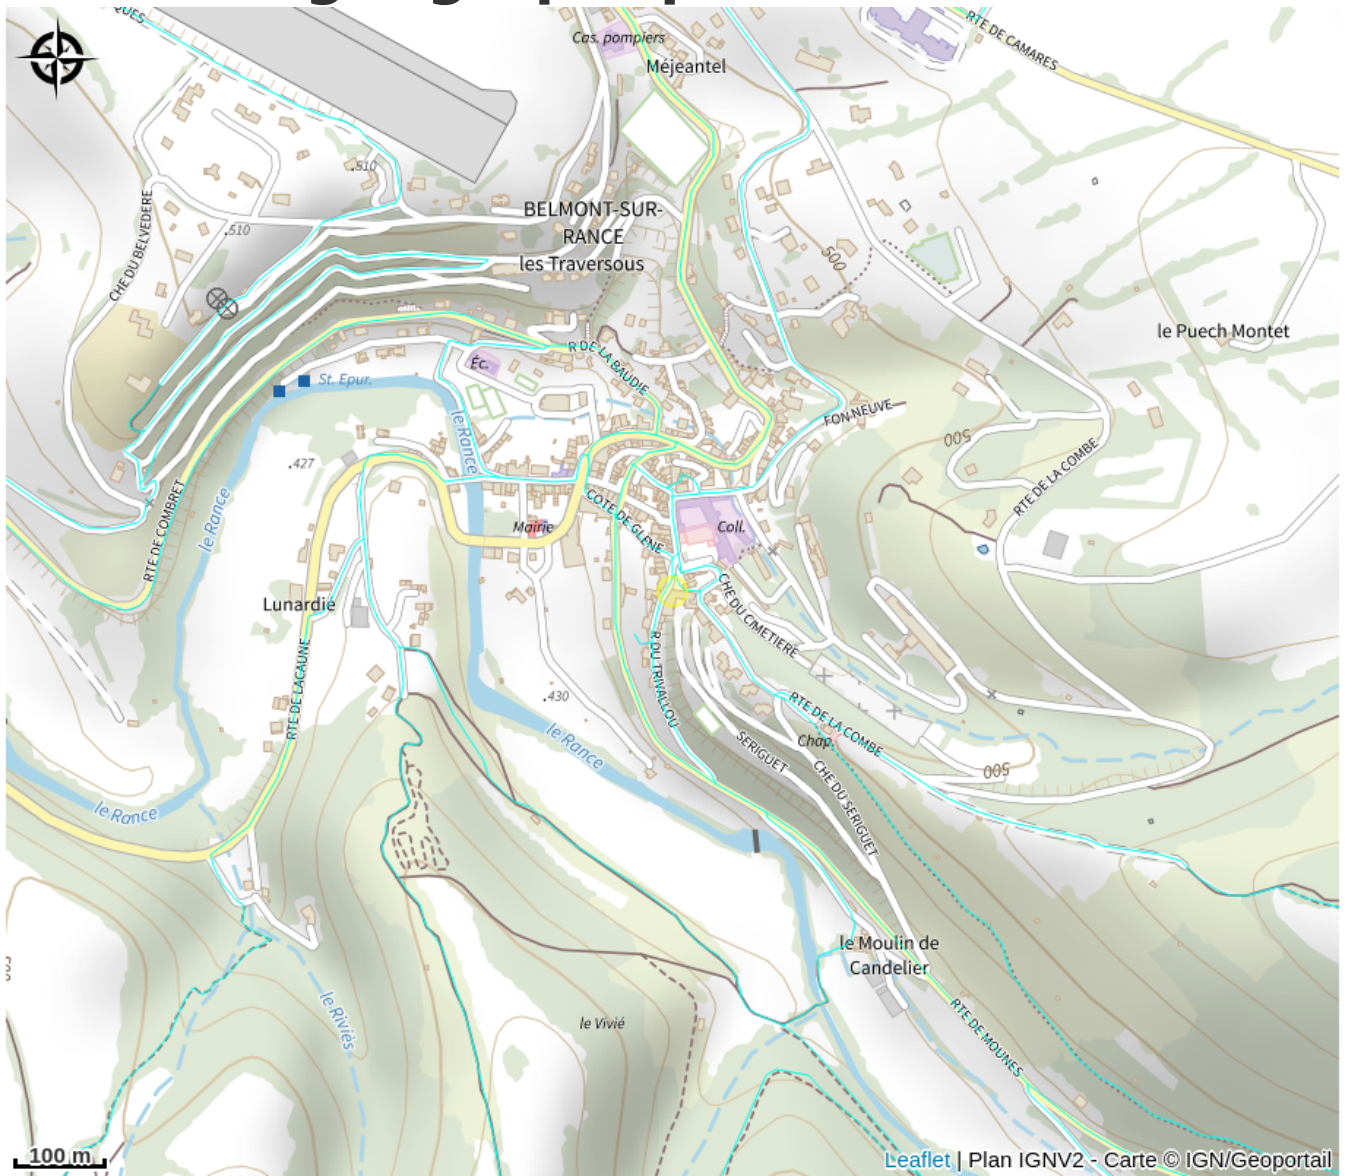 QUES
Cas. pompiers
Méjeantel
RTE DE CAMARES
.510
BELMONT-SUR-
RANCE
les Traversous
.510
CHE DU BELVEDERE
500
le Puech Montet
R DE LA BAUDIE
Éc.
St. Epur.
FON NEUVE
le Rance
500
RTE DE LA COMBE
.427
RTE DE COMBRET
le Rance
COTE DE GLENE
Mairie
Coll.
Lunardie
CHE DU CIMETIERE
R DU TRIVALLOU
RTE DE LACAUNE
.430
le Rance
RTE DE LA COMBE
Chap.
SERIGUET
CHE DU SERIGUET
500
le Rance
le Moulin de
Candelier
le Riviès
le Vivié
RTE DE MOUNES
100 m
Leaflet | Plan IGNV2 - Carte © IGN/Geoportail